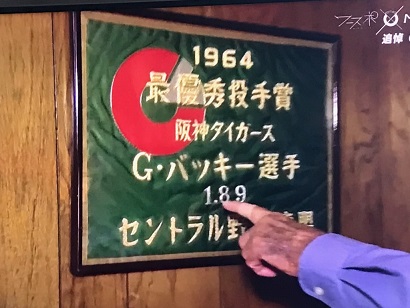 追悼
1964
最優秀投手賞
阪神タイガース
G・バッキー選手
1.89
セントラル野